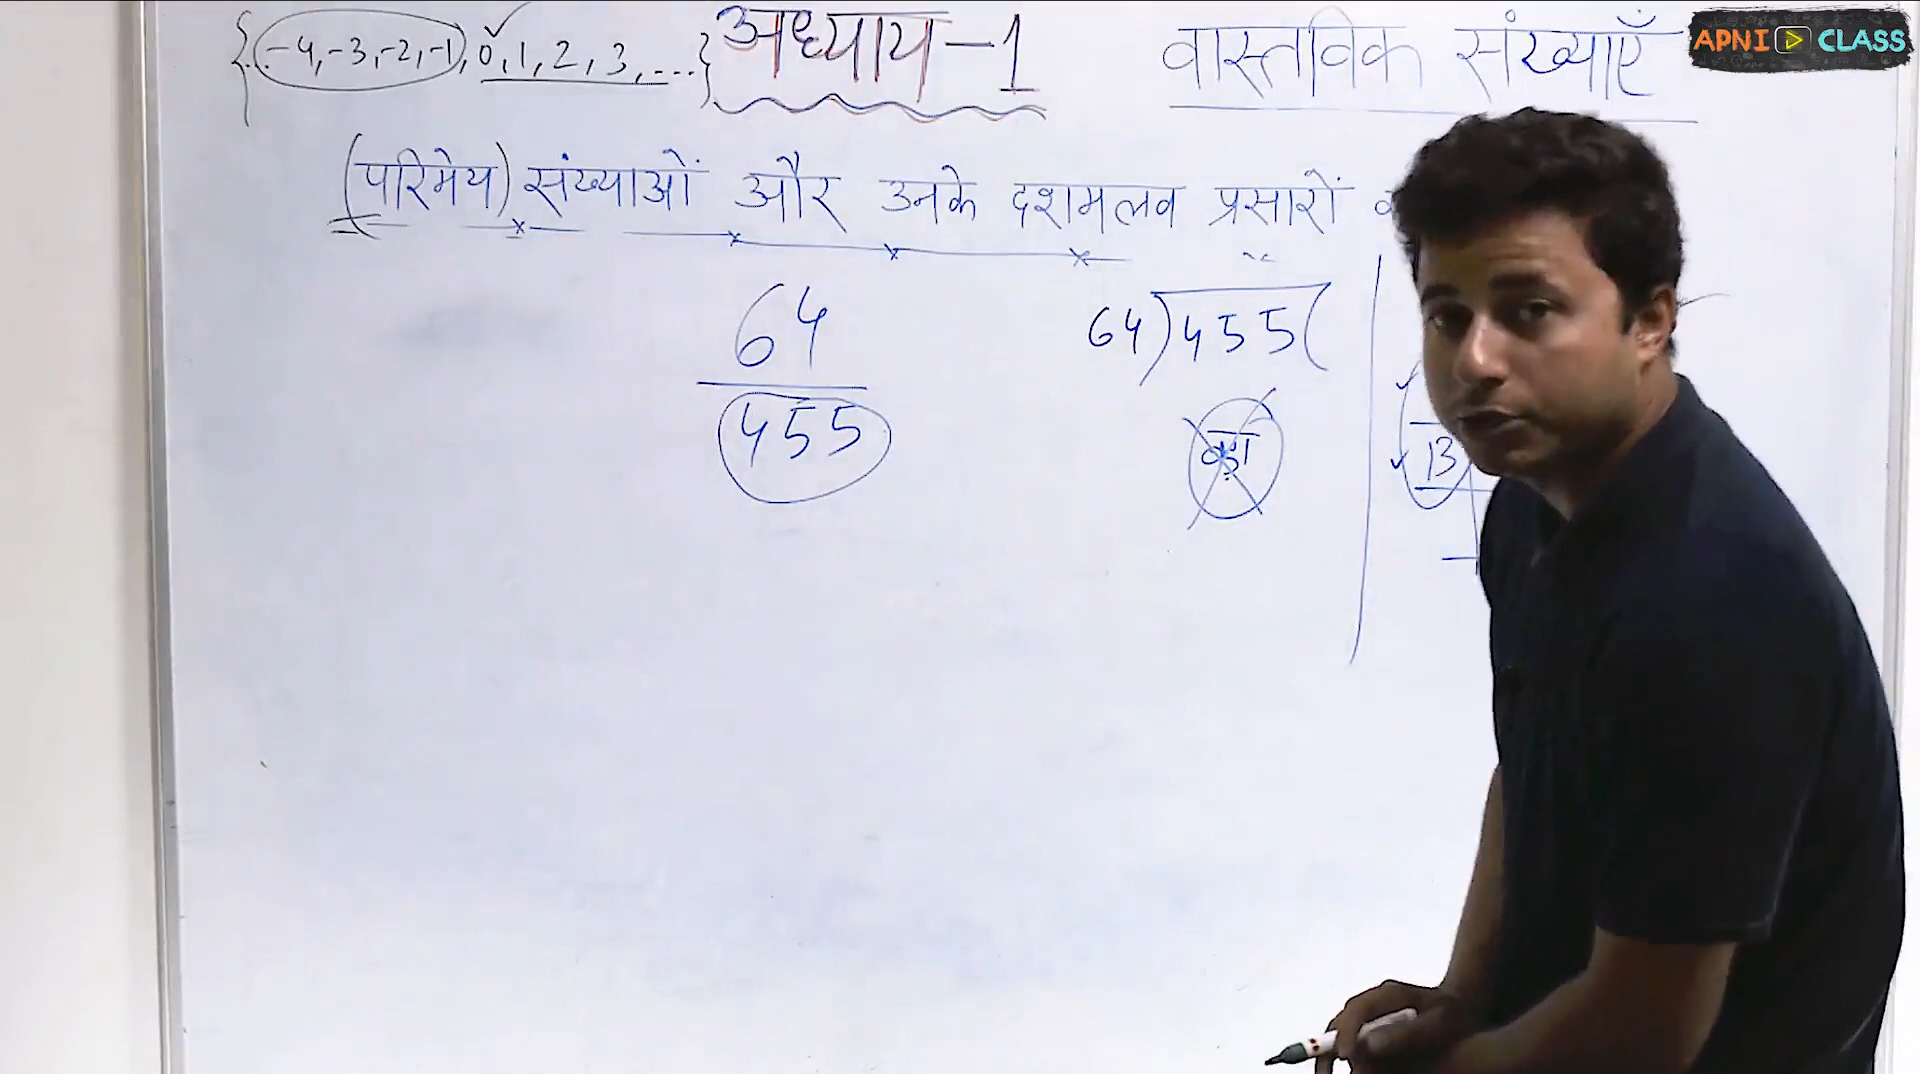 {..-4,-3,-2,-1,0,1,2,3,...}
अध्याय-1
वास्तविक संख्याएँ
APNI CLASS
(परिमेय) संख्याओं और उनके दशमलव प्रसारों
64
455
64)455(
13